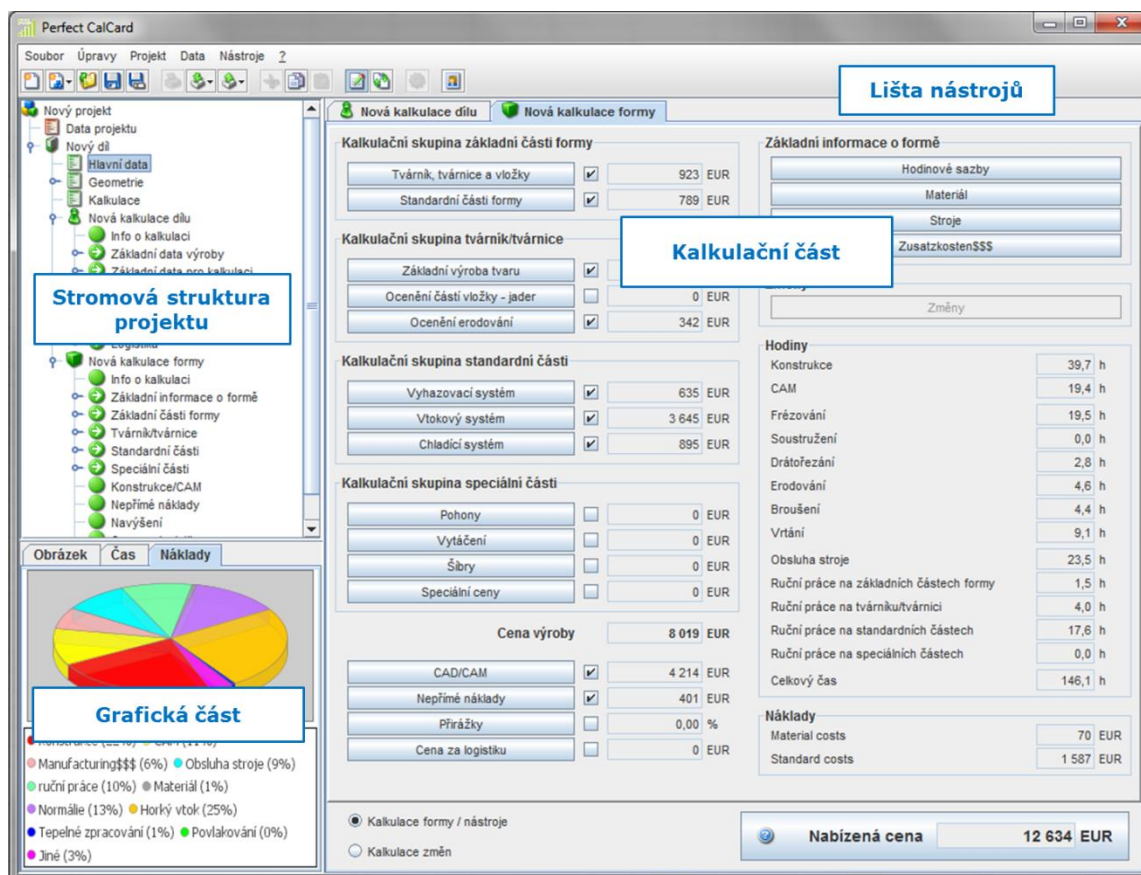 Perfect CalCard
Soubor Úpravy Projekt Data Nástroje ?
Lišta nástrojů
Nový projekt
Data projektu
Nový díl
Hlavní data
Geometrie
Kalkulace
Nová kalkulace dílu
Info o kalkulaci
Základní data výroby
Základní data pro kalkulaci
Stromová struktura
projektu
Logistika
Nová kalkulace formy
Info o kalkulaci
Základní informace o formě
Základní části formy
Tvárník/tvárnice
Standardní části
Speciální části
Konstrukce/CAM
Nepřímé náklady
Navýšení
Obrázek Čas Náklady
Grafická část
Manufacturing$$$ (6%) Obsluha stroje (9%)
ruční práce (10%) Materiál (1%)
Normálie (13%) Horký vtok (25%)
Tepelné zpracování (1%) Povlakování (0%)
Jiné (3%)
Nová kalkulace dílu Nová kalkulace formy
Kalkulační skupina základní části formy
Tvárník, tvárnice a vložky 923 EUR
Standardní části formy 789 EUR
Kalkulační skupina tvárník/tvárnice
Kalkulační část
Základní výroba tvaru
Ocenění částí vložky - jader 0 EUR
Ocenění erodování 342 EUR
Kalkulační skupina standardní části
Vyhazovací systém 635 EUR
Vtokový systém 3 645 EUR
Chladící systém 895 EUR
Kalkulační skupina speciální části
Pohony 0 EUR
Vytáčení 0 EUR
Šíbry 0 EUR
Speciální ceny 0 EUR
Cena výroby 8 019 EUR
CAD/CAM 4 214 EUR
Nepřímé náklady 401 EUR
Přirážky 0,00 %
Cena za logistiku 0 EUR
Základní informace o formě
Hodinové sazby
Materiál
Stroje
Zusatzkosten$$$
Změny
Hodiny
Konstrukce 39,7 h
CAM 19,4 h
Frézování 19,5 h
Soustružení 0,0 h
Drátořezání 2,8 h
Erodování 4,6 h
Broušení 4,4 h
Vrtání 9,1 h
Obsluha stroje 23,5 h
Ruční práce na základních částech formy 1,5 h
Ruční práce na tvárníku/tvárnici 4,0 h
Ruční práce na standardních částech 17,6 h
Ruční práce na speciálních částech 0,0 h
Celkový čas 146,1 h
Náklady
Material costs 70 EUR
Standard costs 1 587 EUR
Kalkulace formy / nástroje
Kalkulace změn
Nabízená cena 12 634 EUR